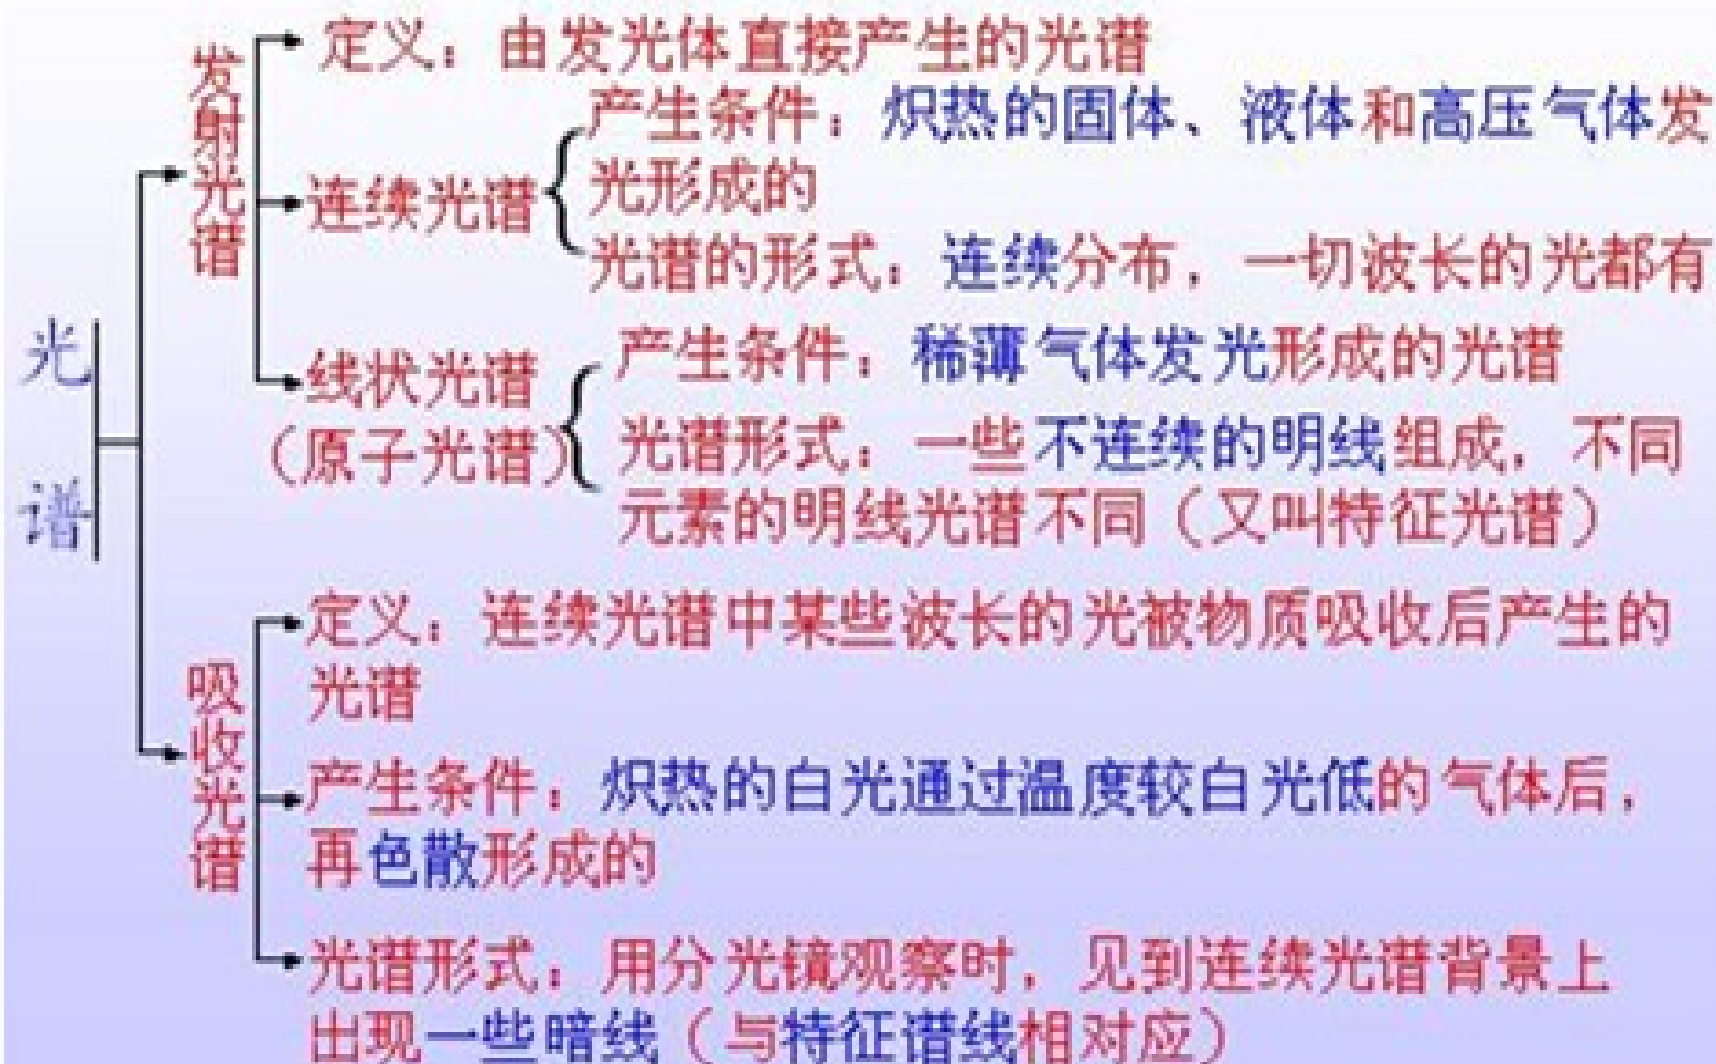 光谱
发射光谱
定义：由发光体直接产生的光谱
连续光谱
产生条件：炽热的固体、液体和高压气体发
光形成的
光谱的形式：连续分布，一切波长的光都有
线状光谱
（原子光谱）
产生条件：稀薄气体发光形成的光谱
光谱形式：一些不连续的明线组成，不同
元素的明线光谱不同（又叫特征光谱）
吸收光谱
定义：连续光谱中某些波长的光被物质吸收后产生的
光谱
产生条件：炽热的白光通过温度较白光低的气体后，
再色散形成的
光谱形式：用分光镜观察时，见到连续光谱背景上
出现一些暗线（与特征谱线相对应）